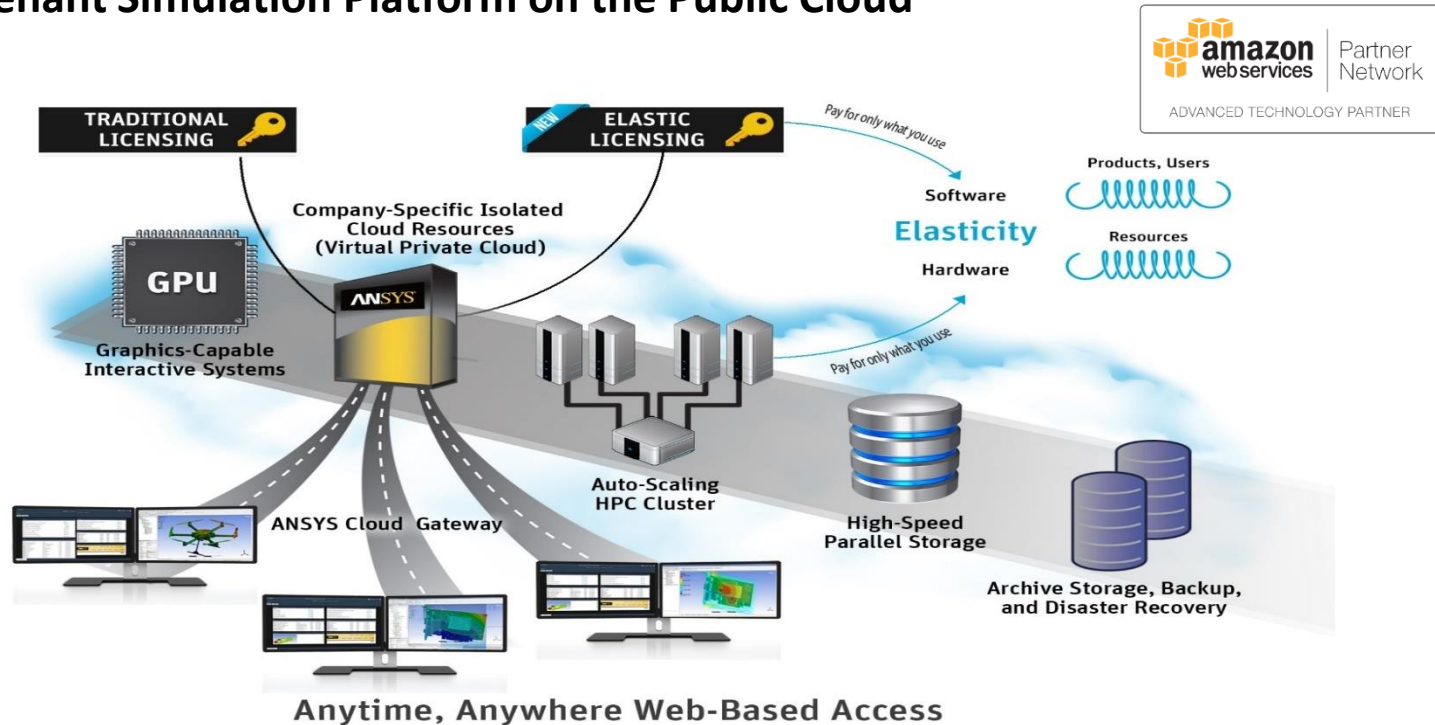 enant Simulation Platform on the Public Cloud
amazon
web services
Partner
Network
ADVANCED TECHNOLOGY PARTNER
TRADITIONAL
LICENSING
NEW
ELASTIC
LICENSING
Pay for only what you use
Products, Users
Software
Elasticity
Resources
Hardware
Pay for only what you use
Company-Specific Isolated
Cloud Resources
(Virtual Private Cloud)
GPU
ANSYS
Graphics-Capable
Interactive Systems
Auto-Scaling
HPC Cluster
ANSYS Cloud Gateway
High-Speed
Parallel Storage
Archive Storage, Backup,
and Disaster Recovery
Anytime, Anywhere Web-Based Access